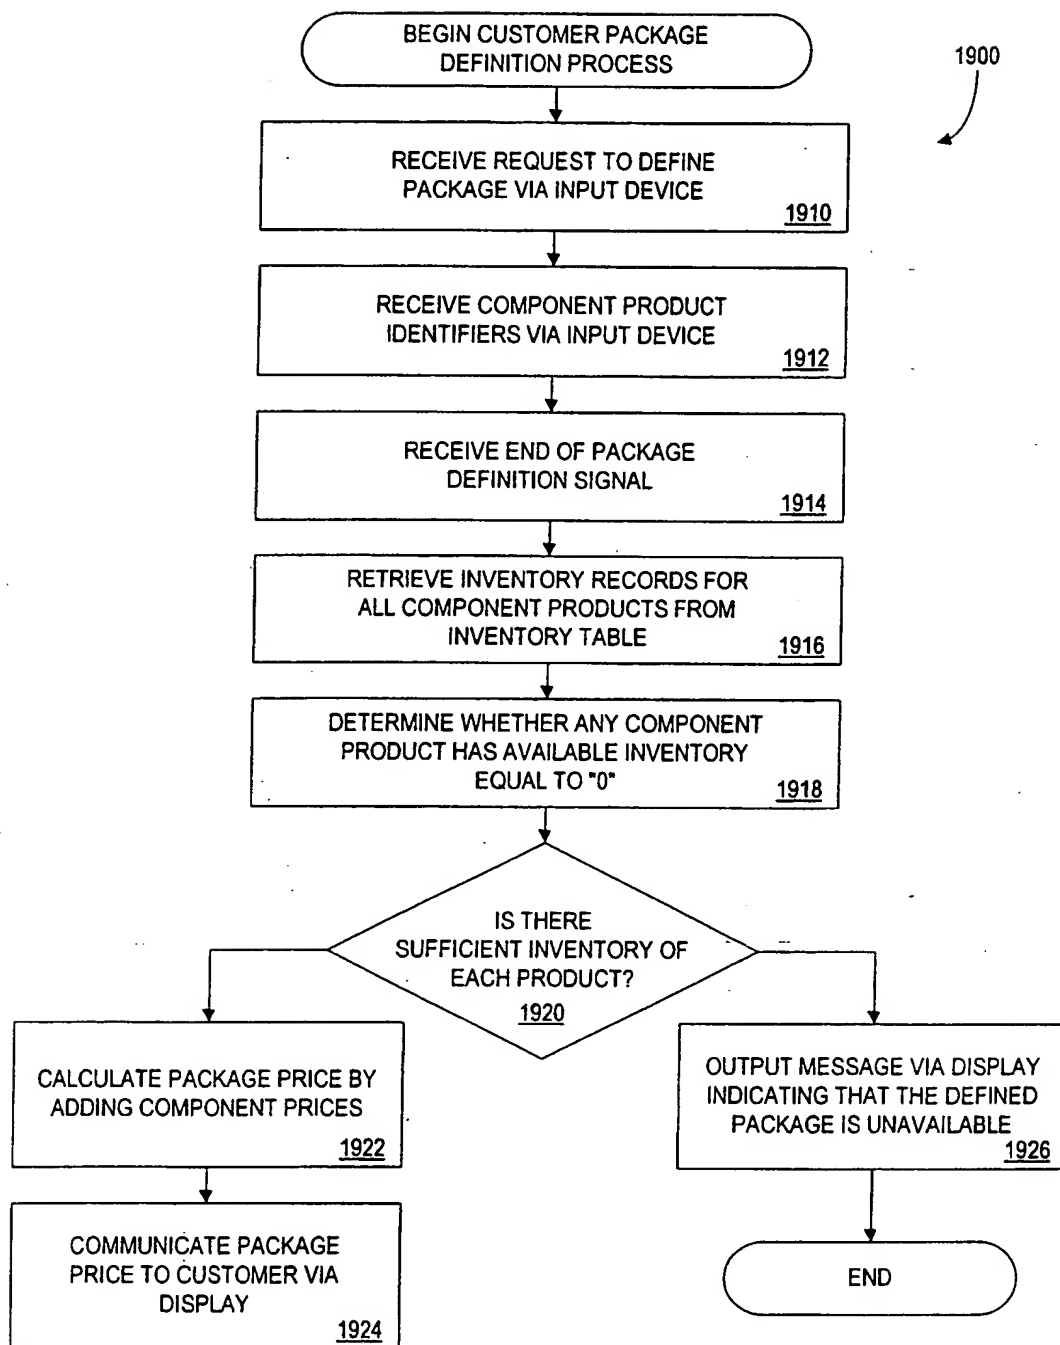 BEGIN CUSTOMER PACKAGE
DEFINITION PROCESS
1900
RECEIVE REQUEST TO DEFINE
PACKAGE VIA INPUT DEVICE
1910
RECEIVE COMPONENT PRODUCT
IDENTIFIERS VIA INPUT DEVICE
1912
RECEIVE END OF PACKAGE
DEFINITION SIGNAL
1914
RETRIEVE INVENTORY RECORDS FOR
ALL COMPONENT PRODUCTS FROM
INVENTORY TABLE
1916
DETERMINE WHETHER ANY COMPONENT
PRODUCT HAS AVAILABLE INVENTORY
EQUAL TO "0"
1918
IS THERE
SUFFICIENT INVENTORY OF
EACH PRODUCT?
1920
CALCULATE PACKAGE PRICE BY
ADDING COMPONENT PRICES
1922
OUTPUT MESSAGE VIA DISPLAY
INDICATING THAT THE DEFINED
PACKAGE IS UNAVAILABLE
1926
COMMUNICATE PACKAGE
PRICE TO CUSTOMER VIA
DISPLAY
1924
END